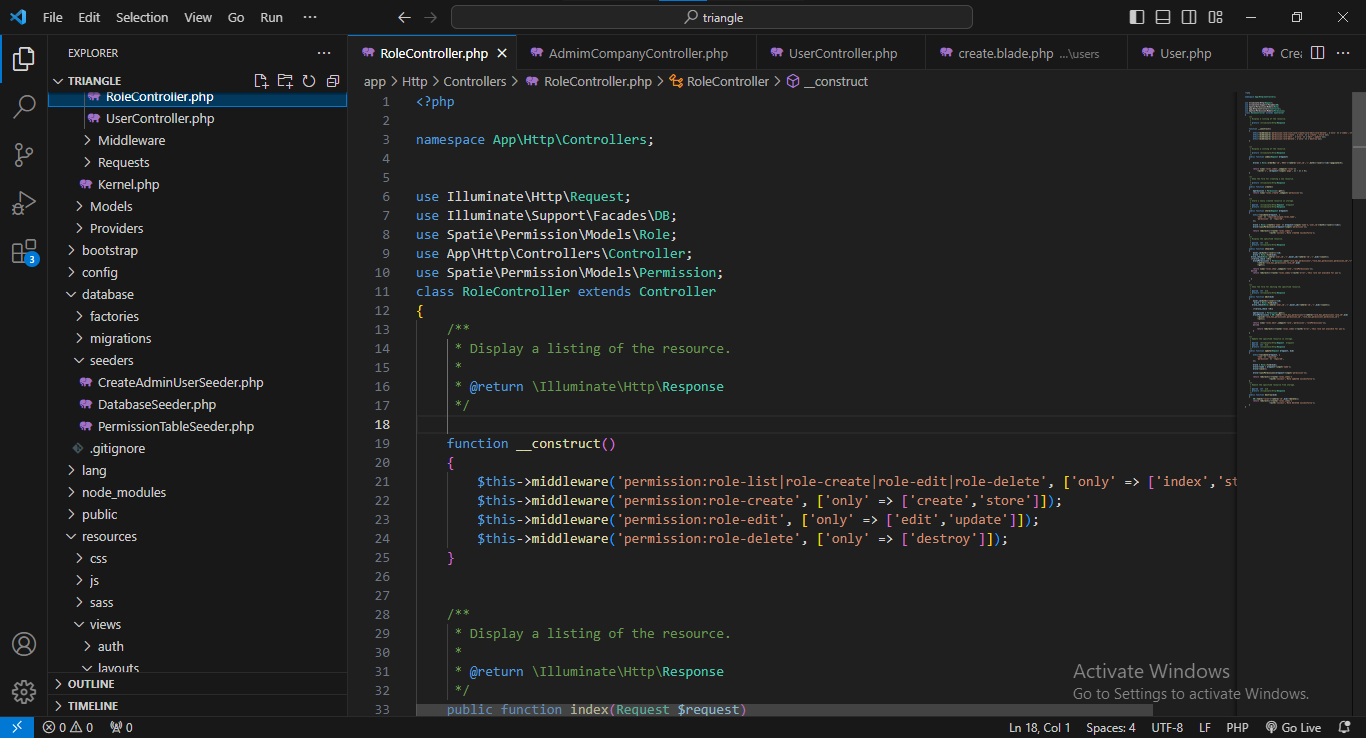 File Edit Selection View Go Run ··· triangle
EXPLORER ···
RoleController.php AdmimCompanyController.php UserController.php create.blade.php ...\users User.php Cre ···
TRIANGLE
app > Http > Controllers > RoleController.php > RoleController > __construct
RoleController.php
UserController.php
Middleware
Requests
Kernel.php
Models
Providers
bootstrap
config
database
factories
migrations
seeders
CreateAdminUserSeeder.php
DatabaseSeeder.php
PermissionTableSeeder.php
.gitignore
lang
node_modules
public
resources
css
js
sass
views
auth
layouts
OUTLINE
TIMELINE
3
1 <?php
2
3 namespace App\Http\Controllers;
4
5
6 use Illuminate\Http\Request;
7 use Illuminate\Support\Facades\DB;
8 use Spatie\Permission\Models\Role;
9 use App\Http\Controllers\Controller;
10 use Spatie\Permission\Models\Permission;
11 class RoleController extends Controller
12 {
13 /**
14 * Display a listing of the resource.
15 *
16 * @return \Illuminate\Http\Response
17 */
18
19 function __construct()
20 {
21 $this->middleware('permission:role-list|role-create|role-edit|role-delete', ['only' => ['index','st
22 $this->middleware('permission:role-create', ['only' => ['create','store']]);
23 $this->middleware('permission:role-edit', ['only' => ['edit','update']]);
24 $this->middleware('permission:role-delete', ['only' => ['destroy']]);
25 }
26
27
28 /**
29 * Display a listing of the resource.
30 *
31 * @return \Illuminate\Http\Response
32 */
33 public function index(Request $request)
Activate Windows
Go to Settings to activate Windows.
0 0 0 Ln 18, Col 1 Spaces: 4 UTF-8 LF PHP Go Live